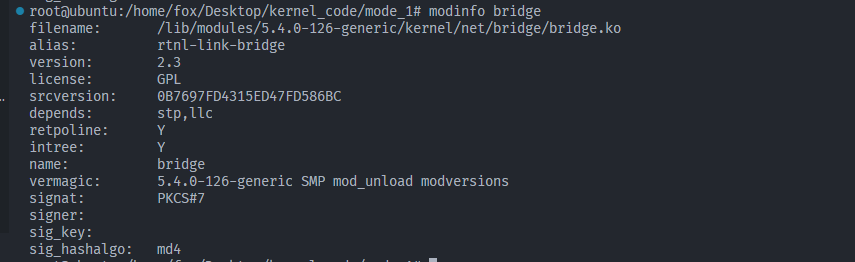 root@ubuntu:/home/fox/Desktop/kernel_code/mode_1# modinfo bridge
filename:       /lib/modules/5.4.0-126-generic/kernel/net/bridge/bridge.ko
alias:          rtnl-link-bridge
version:        2.3
license:        GPL
srcversion:     0B7697FD4315ED47FD586BC
depends:        stp,llc
retpoline:      Y
intree:         Y
name:           bridge
vermagic:       5.4.0-126-generic SMP mod_unload modversions
signat:         PKCS#7
signer:
sig_key:
sig_hashalgo:   md4